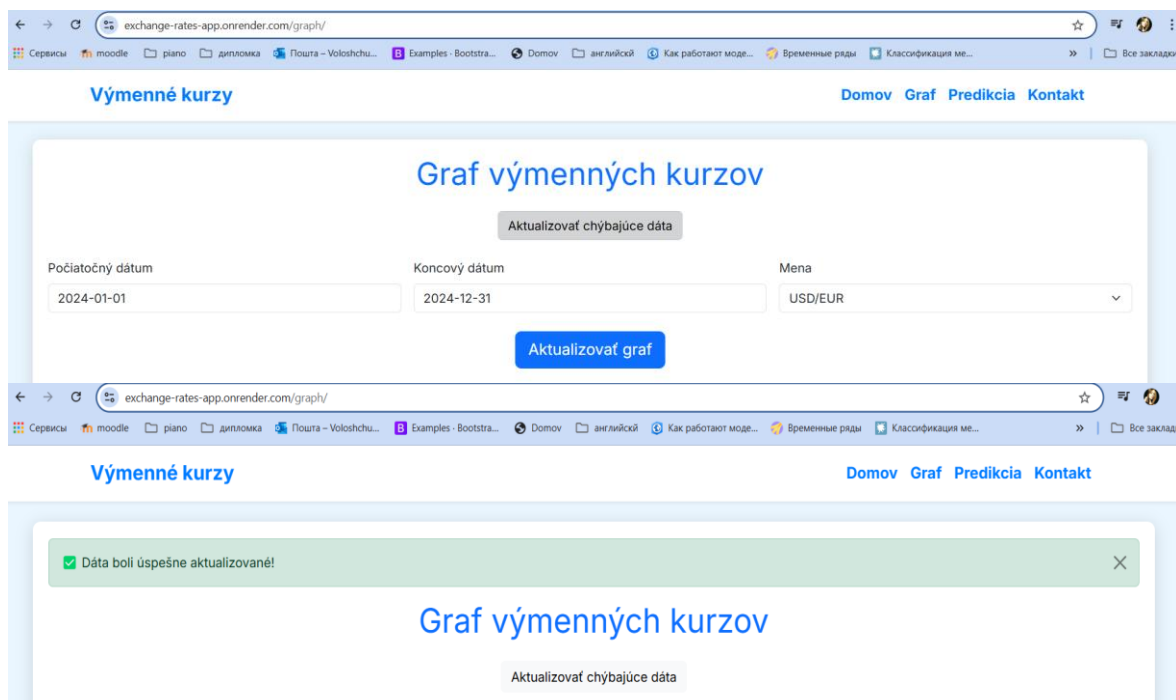 exchange-rates-app.onrender.com/graph/
Сервисы moodle piano дипломка Пошта – Voloshchu... Examples - Bootstra... Domov английскй Как работают моде... Временные ряды Классификация ме... » Все закладки
Výmenné kurzy Domov Graf Predikcia Kontakt
Graf výmenných kurzov
Aktualizovať chýbajúce dáta
Počiatočný dátum Koncový dátum Mena
2024-01-01 2024-12-31 USD/EUR
Aktualizovať graf
exchange-rates-app.onrender.com/graph/
Сервисы moodle piano дипломка Пошта – Voloshchu... Examples - Bootstra... Domov английскй Как работают моде... Временные ряды Классификация ме... » Все заклад
Výmenné kurzy Domov Graf Predikcia Kontakt
Dáta boli úspešne aktualizované!
Graf výmenných kurzov
Aktualizovať chýbajúce dáta